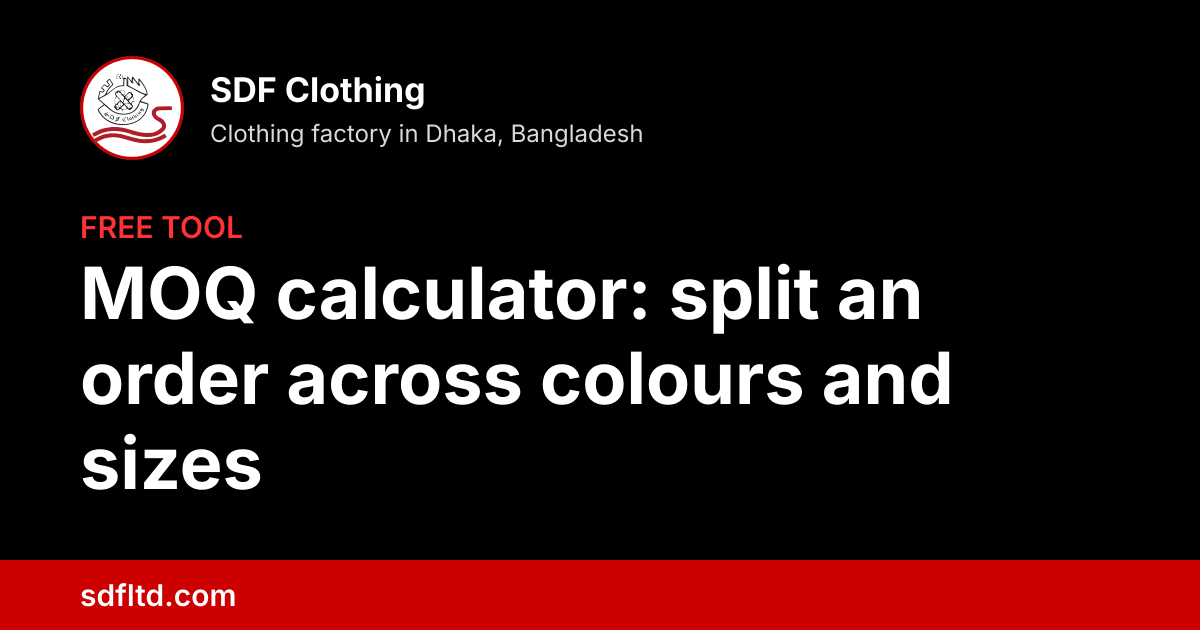 SDF Clothing
Clothing factory in Dhaka, Bangladesh
FREE TOOL
MOQ calculator: split an
order across colours and
sizes
sdfltd.com